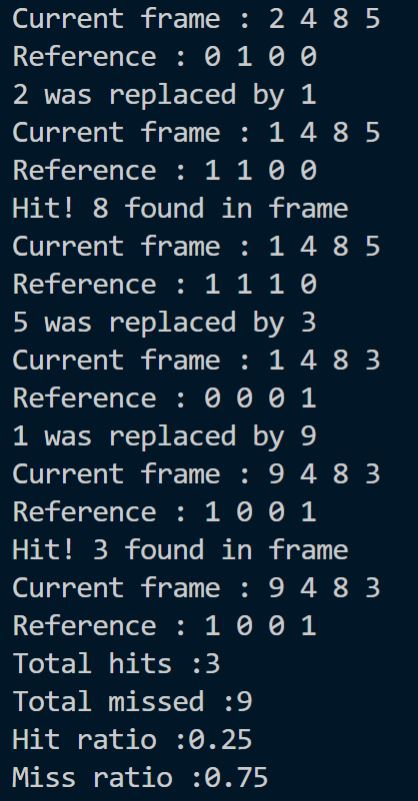 Current frame : 2 4 8 5
Reference : 0 1 0 0
2 was replaced by 1
Current frame : 1 4 8 5
Reference : 1 1 0 0
Hit! 8 found in frame
Current frame : 1 4 8 5
Reference : 1 1 1 0
5 was replaced by 3
Current frame : 1 4 8 3
Reference : 0 0 0 1
1 was replaced by 9
Current frame : 9 4 8 3
Reference : 1 0 0 1
Hit! 3 found in frame
Current frame : 9 4 8 3
Reference : 1 0 0 1
Total hits :3
Total missed :9
Hit ratio :0.25
Miss ratio :0.75